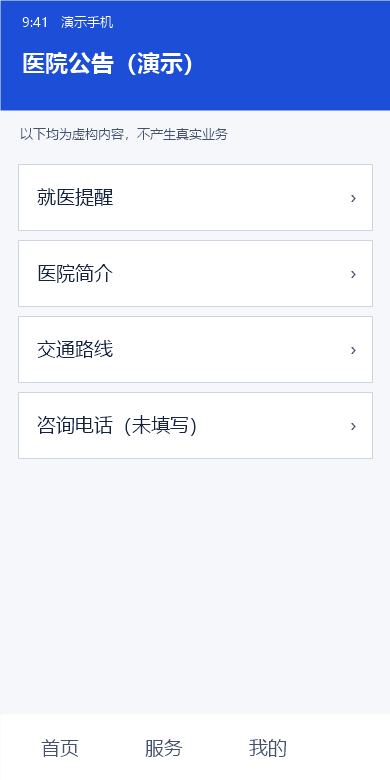 9:41 演示手机
医院公告（演示）
以下均为虚构内容，不产生真实业务
就医提醒 ›
医院简介 ›
交通路线 ›
咨询电话（未填写） ›
首页 服务 我的